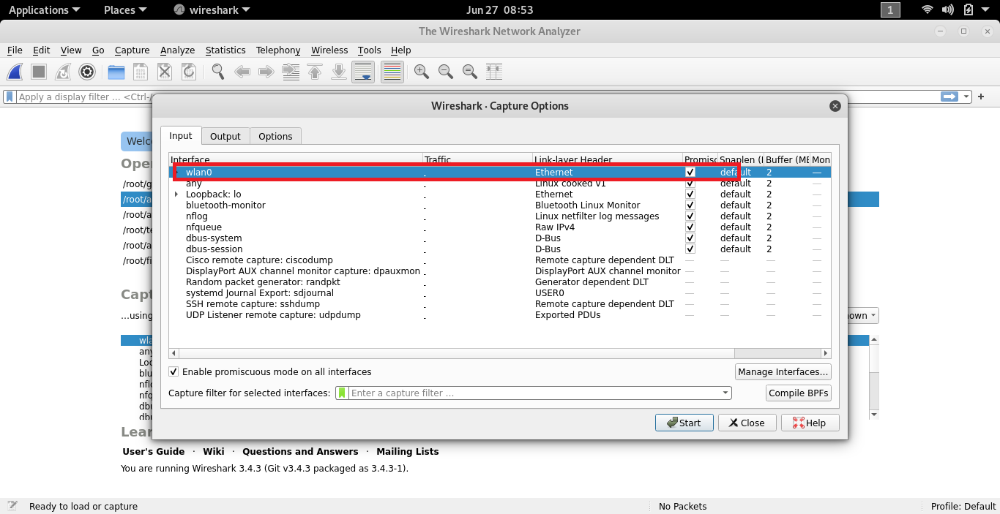 Applications Places wireshark Jun 27 08:53 1
The Wireshark Network Analyzer
File Edit View Go Capture Analyze Statistics Telephony Wireless Tools Help
Apply a display filter … <Ctrl-/
Wireshark · Capture Options
Input Output Options
Interface Traffic Link-layer Header Promisc Snaplen (I Buffer (ME Mon
wlan0 Ethernet default 2 —
any Linux cooked v1 default 2 —
Loopback: lo Ethernet default 2 —
bluetooth-monitor Bluetooth Linux Monitor default 2 —
nflog Linux netfilter log messages default 2 —
nfqueue Raw IPv4 default 2 —
dbus-system D-Bus default 2 —
dbus-session D-Bus default 2 —
Cisco remote capture: ciscodump Remote capture dependent DLT — — — —
DisplayPort AUX channel monitor capture: dpauxmon DisplayPort AUX channel monitor — — — —
Random packet generator: randpkt Generator dependent DLT — — — —
systemd Journal Export: sdjournal USER0 — — — —
SSH remote capture: sshdump Remote capture dependent DLT — — — —
UDP Listener remote capture: udpdump Exported PDUs — — — —
Enable promiscuous mode on all interfaces Manage Interfaces…
Capture filter for selected interfaces: Enter a capture filter … Compile BPFs
Start Close Help
Welc
Ope
/root/g
/root/a
/root/a
/root/te
/root/a
/root/fi
Capt
…using own
wla
any
Loo
blu
nflo
nfq
dbu
dbu
Lear
User's Guide · Wiki · Questions and Answers · Mailing Lists
You are running Wireshark 3.4.3 (Git v3.4.3 packaged as 3.4.3-1).
Ready to load or capture No Packets Profile: Default